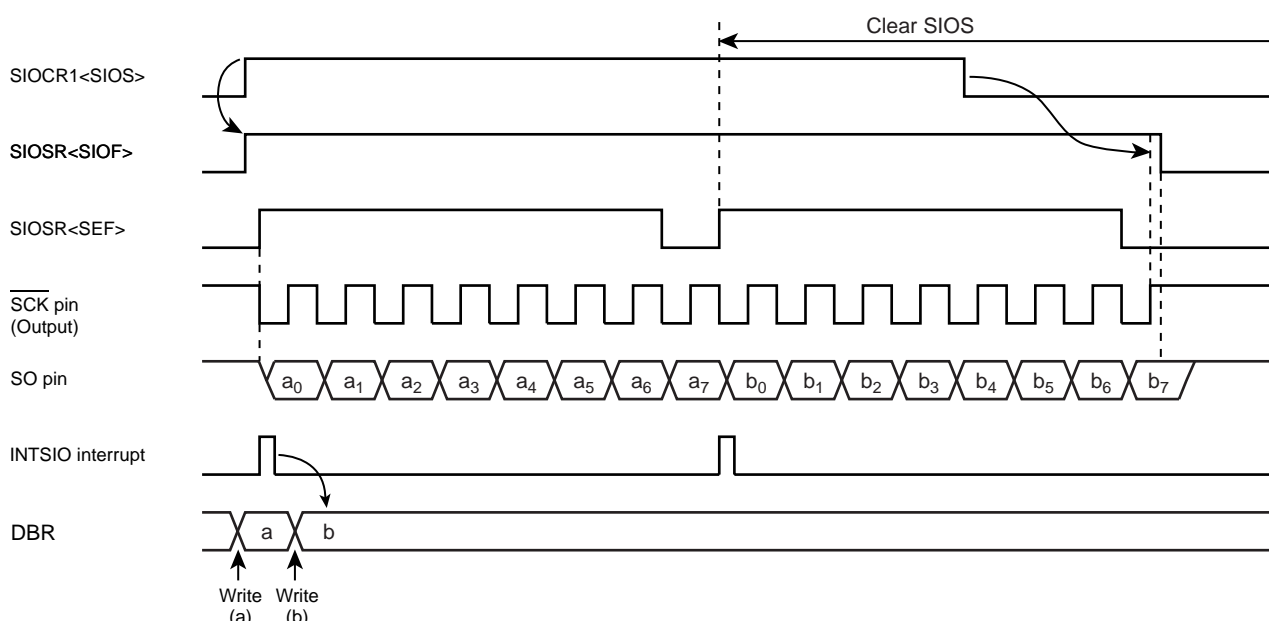 Clear SIOS
SIOCR1<SIOS>
SIOSR<SIOF>
SIOSR<SEF>
SCK pin
(Output)
SO pin
a0 a1 a2 a3 a4 a5 a6 a7 b0 b1 b2 b3 b4 b5 b6 b7
INTSIO interrupt
DBR
a b
Write Write
(a) (b)